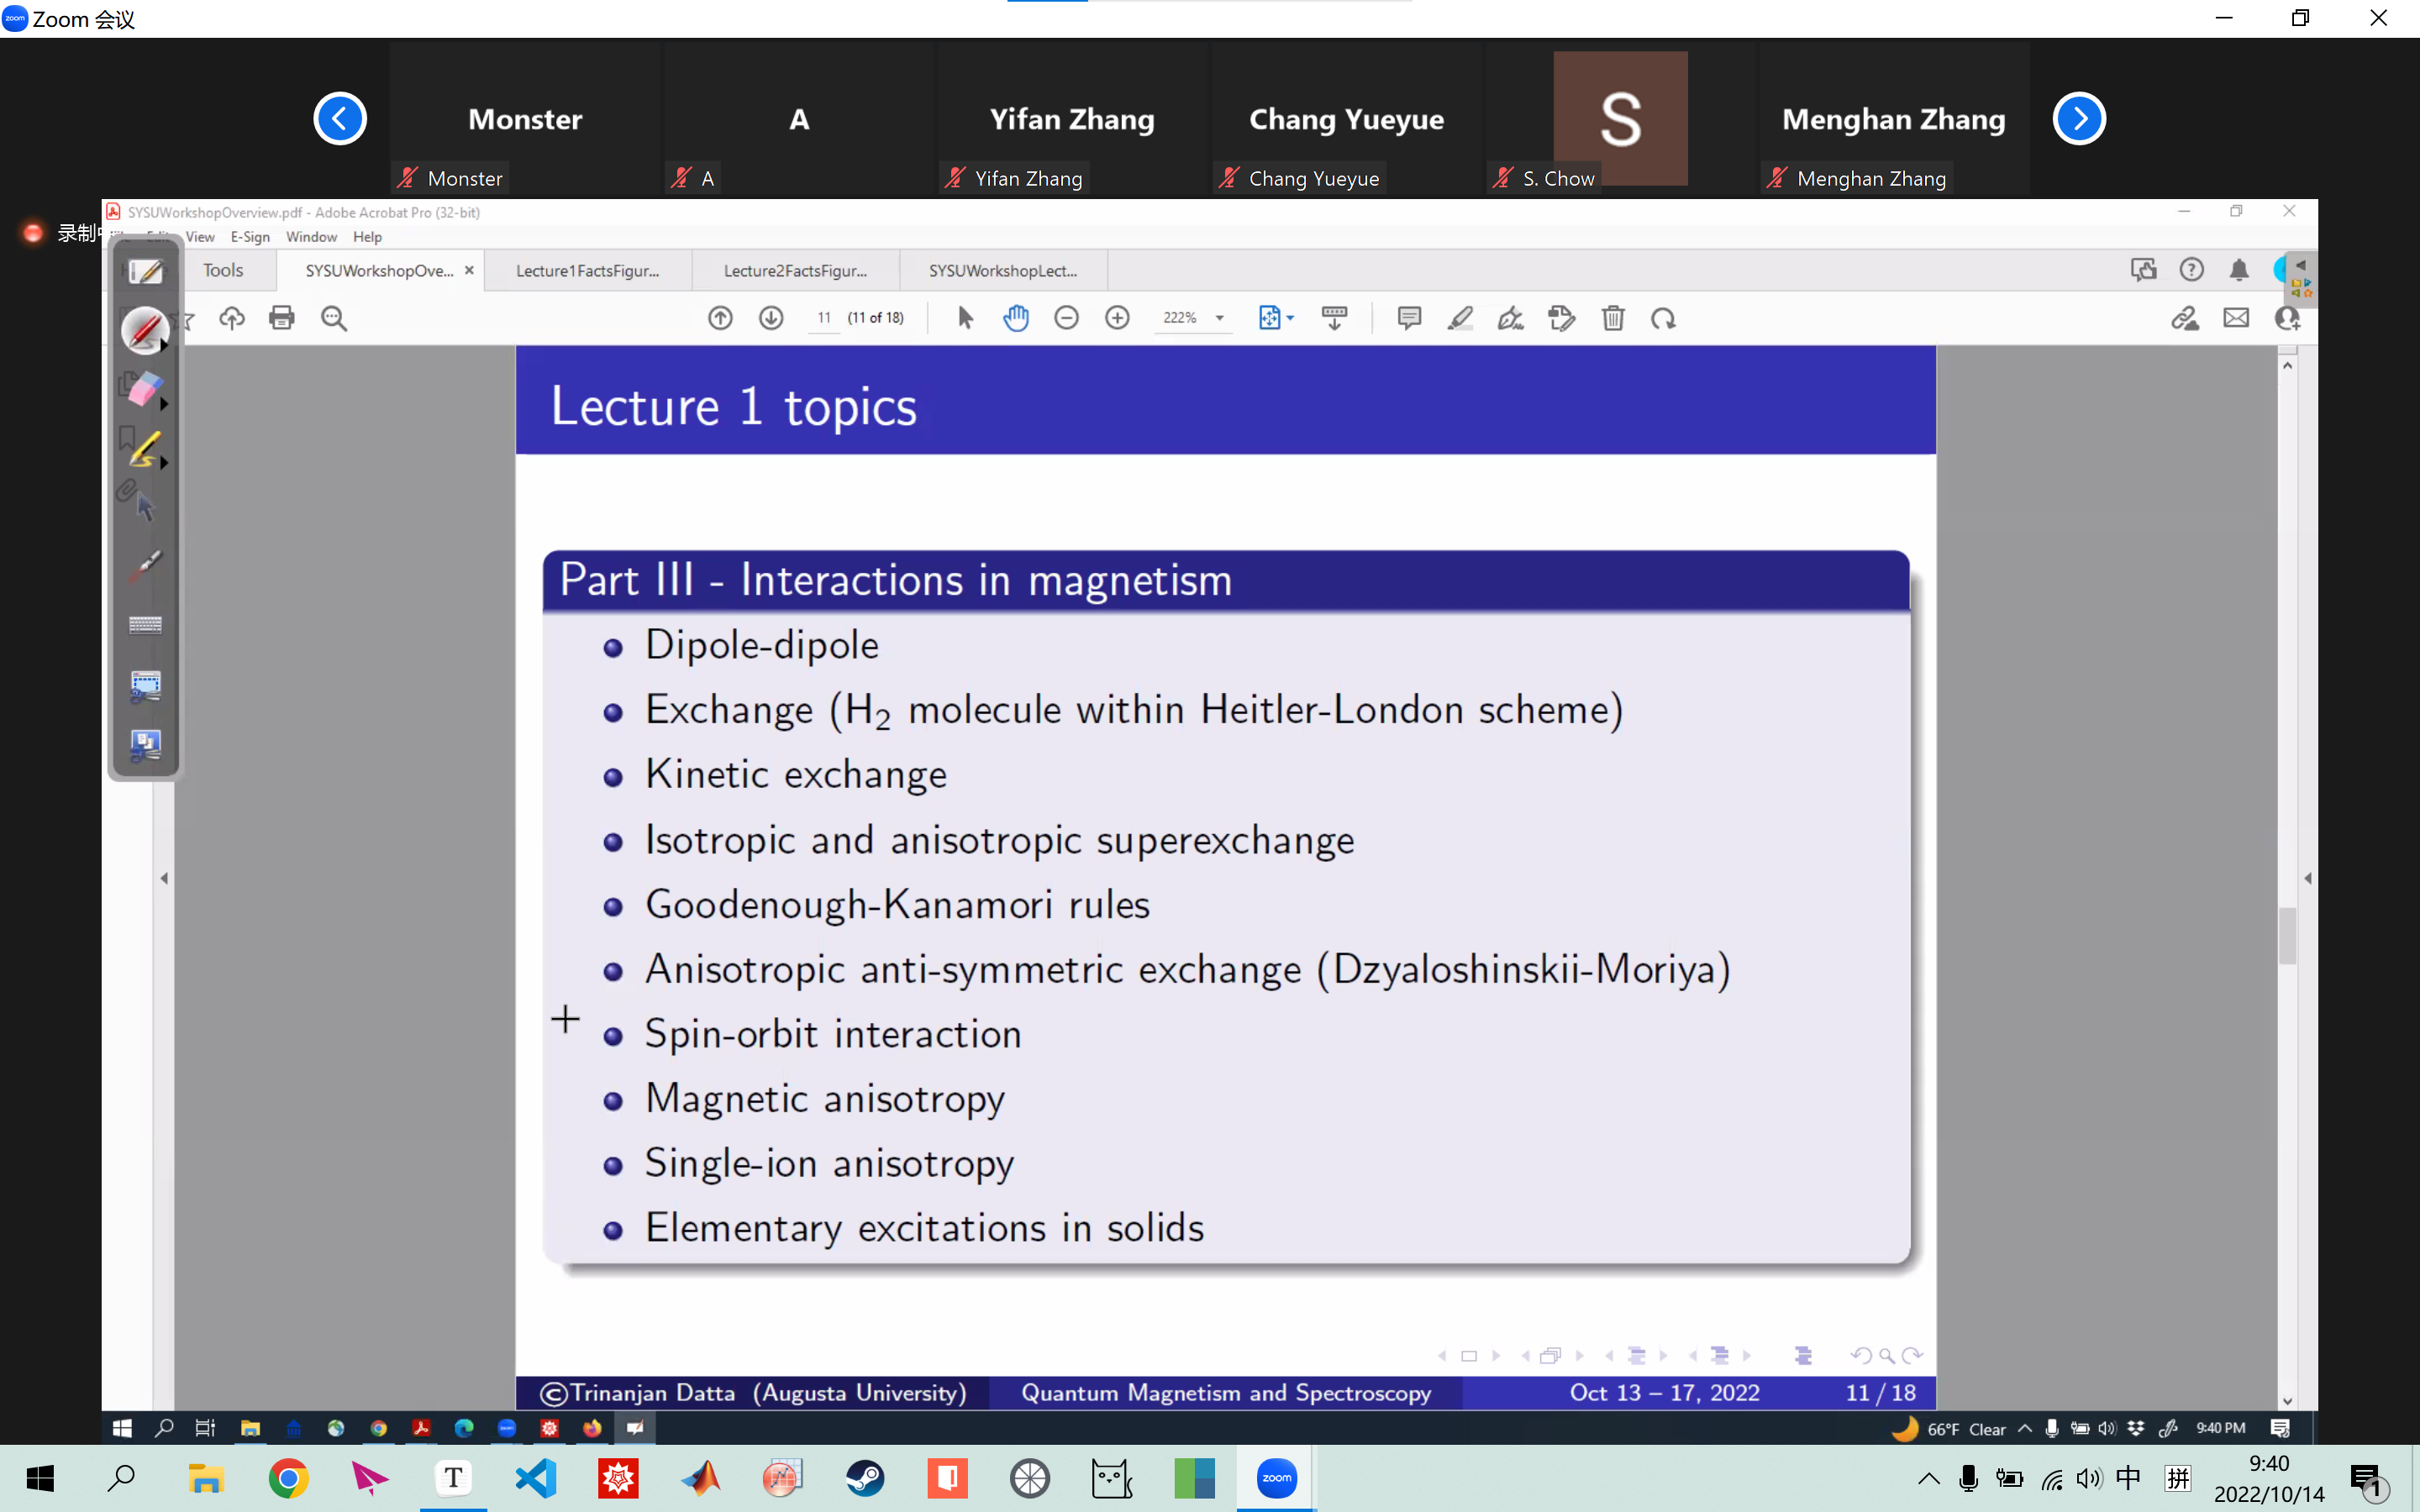 Zoom 会议
Monster
A
Yifan Zhang
Chang Yueyue
S
Menghan Zhang
Monster
A
Yifan Zhang
Chang Yueyue
S. Chow
Menghan Zhang
SYSUWorkshopOverview.pdf - Adobe Acrobat Pro (32-bit)
录制
View E-Sign Window Help
Tools
SYSUWorkshopOve...
Lecture1FactsFigur...
Lecture2FactsFigur...
SYSUWorkshopLect...
11 (11 of 18)
222%
Lecture 1 topics
Part III - Interactions in magnetism
Dipole-dipole
Exchange (H₂ molecule within Heitler-London scheme)
Kinetic exchange
Isotropic and anisotropic superexchange
Goodenough-Kanamori rules
Anisotropic anti-symmetric exchange (Dzyaloshinskii-Moriya)
Spin-orbit interaction
Magnetic anisotropy
Single-ion anisotropy
Elementary excitations in solids
©Trinanjan Datta (Augusta University) Quantum Magnetism and Spectroscopy Oct 13 – 17, 2022 11 / 18
66°F Clear 9:40 PM
T
zoom
中
拼
9:40
2022/10/14
1